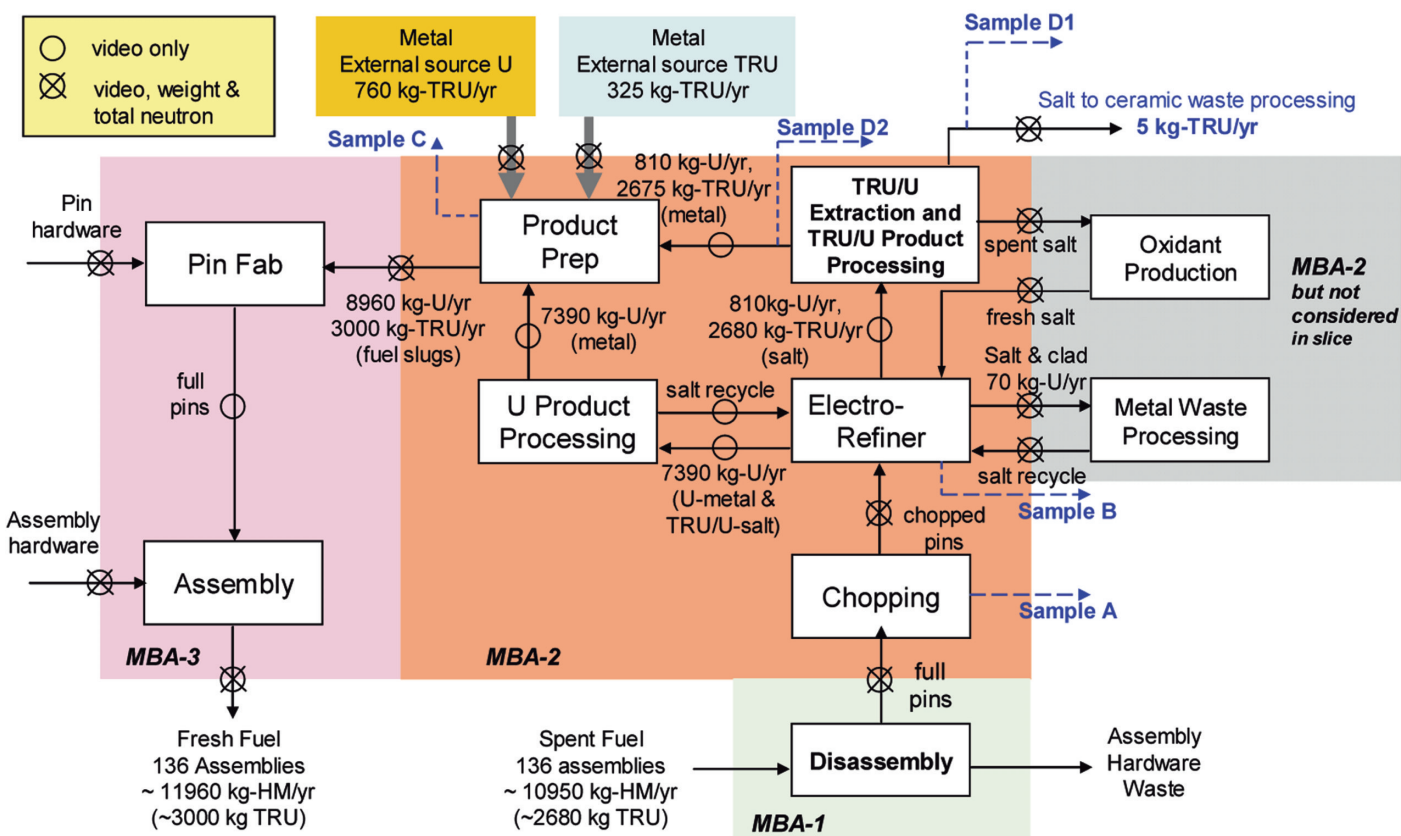 video only
video, weight &
total neutron
Metal
External source U
760 kg-TRU/yr
Metal
External source TRU
325 kg-TRU/yr
Sample D1
Salt to ceramic waste processing
5 kg-TRU/yr
Sample C
Sample D2
810 kg-U/yr,
2675 kg-TRU/yr
(metal)
TRU/U
Extraction and
TRU/U Product
Processing
Pin
hardware
Pin Fab
Product
Prep
spent salt
Oxidant
Production
MBA-2
but not
considered
in slice
fresh salt
8960 kg-U/yr
3000 kg-TRU/yr
(fuel slugs)
7390 kg-U/yr
(metal)
810kg-U/yr,
2680 kg-TRU/yr
(salt)
Salt & clad
70 kg-U/yr
full
pins
U Product
Processing
salt recycle
Electro-
Refiner
Metal Waste
Processing
salt recycle
7390 kg-U/yr
(U-metal &
TRU/U-salt)
Sample B
chopped
pins
Assembly
hardware
Assembly
Chopping
Sample A
MBA-3
MBA-2
full
pins
Fresh Fuel
136 Assemblies
~ 11960 kg-HM/yr
(~3000 kg TRU)
Spent Fuel
136 assemblies
~ 10950 kg-HM/yr
(~2680 kg TRU)
Disassembly
Assembly
Hardware
Waste
MBA-1